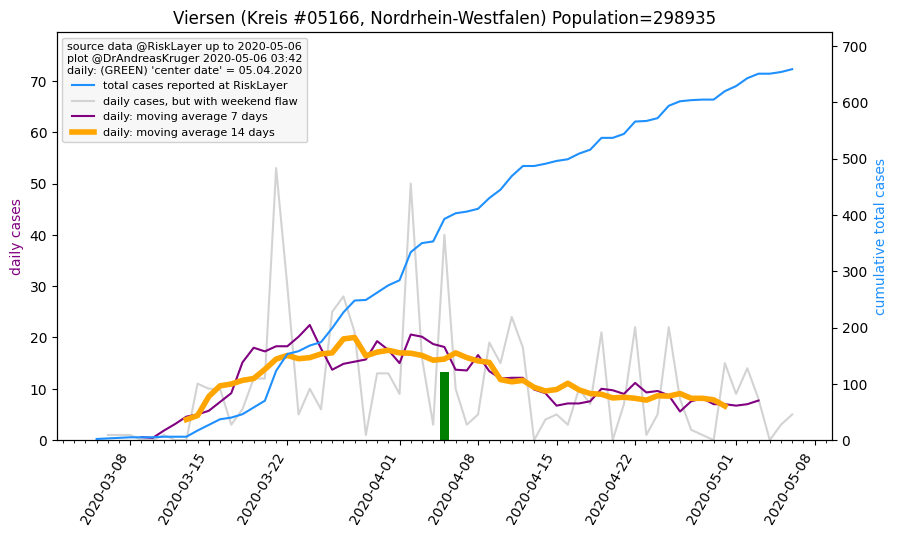 Viersen (Kreis #05166, Nordrhein-Westfalen) Population=298935
source data @RiskLayer up to 2020-05-06
plot @DrAndreasKruger 2020-05-06 03:42
daily: (GREEN) 'center date' = 05.04.2020
total cases reported at RiskLayer
daily cases, but with weekend flaw
daily: moving average 7 days
daily: moving average 14 days
daily cases
70
60
50
40
30
20
10
0
cumulative total cases
700
600
500
400
300
200
100
0
2020-03-08
2020-03-15
2020-03-22
2020-04-01
2020-04-08
2020-04-15
2020-04-22
2020-05-01
2020-05-08